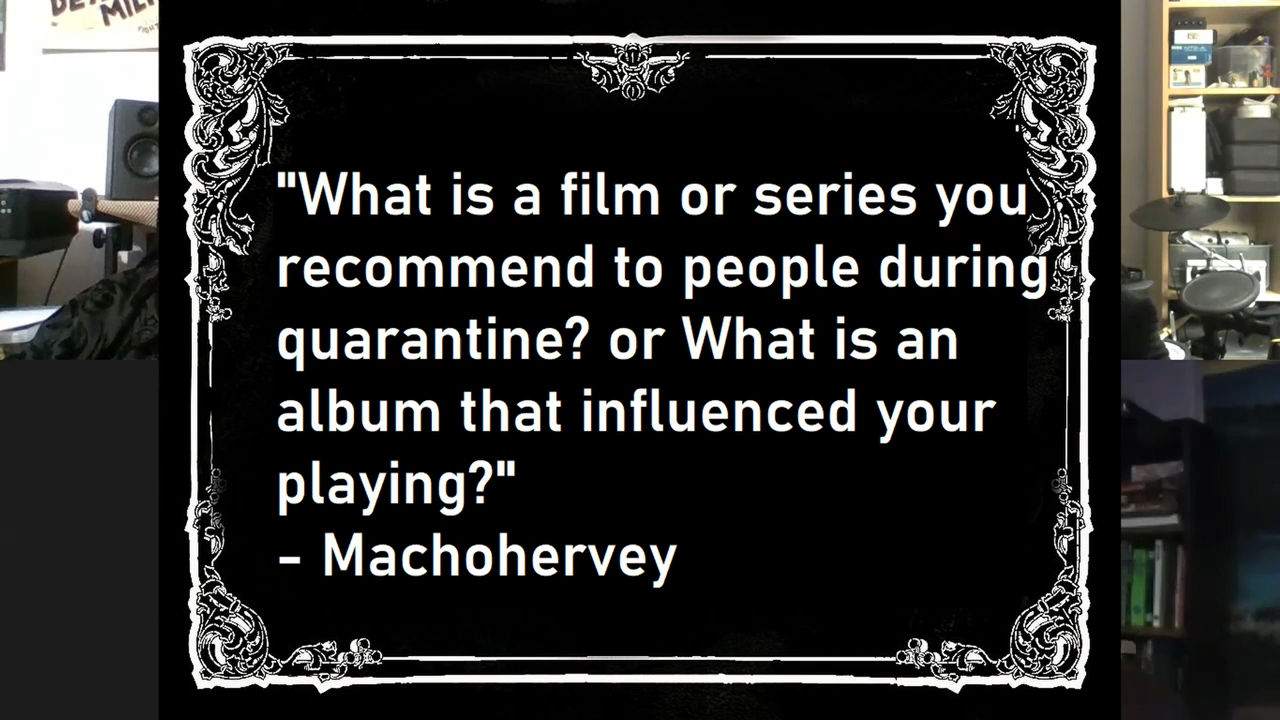 "What is a film or series you
recommend to people during
quarantine? or What is an
album that influenced your
playing?"
- Machohervey